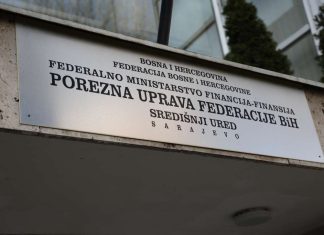 BOSNA I HERCEGOVINA
FEDERACIJA BOSNE I HERCEGOVINE
FEDERALNO MINISTARSTVO FINANCIJA-FINANSIJA
POREZNA UPRAVA FEDERACIJE BiH
SREDIŠNJI URED
SARAJEVO